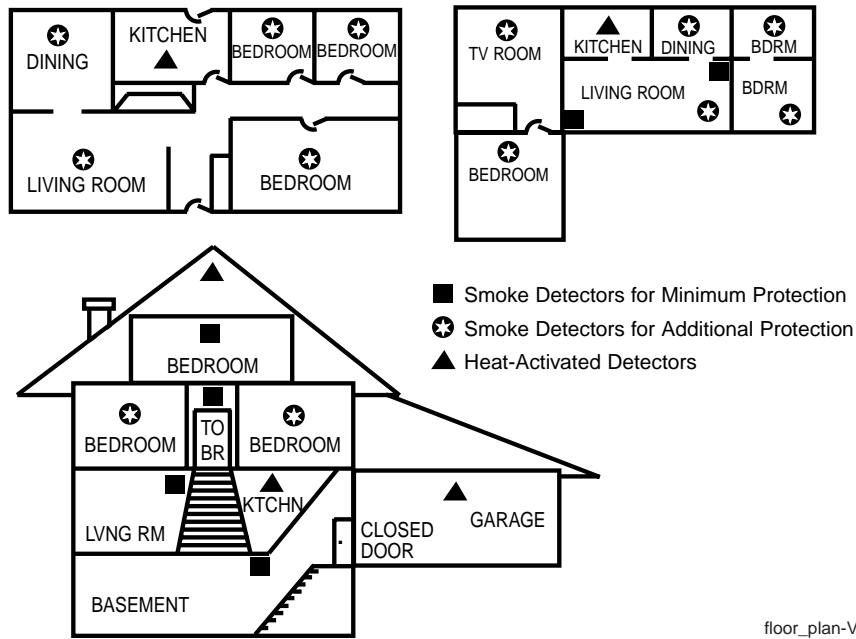 DINING
KITCHEN
BEDROOM
BEDROOM
LIVING ROOM
BEDROOM
TV ROOM
KITCHEN
DINING
BDRM
LIVING ROOM
BDRM
BEDROOM
Smoke Detectors for Minimum Protection
Smoke Detectors for Additional Protection
Heat-Activated Detectors
BEDROOM
BEDROOM
TO
BR
BEDROOM
LVNG RM
KTCHN
CLOSED
DOOR
GARAGE
BASEMENT
floor_plan-V